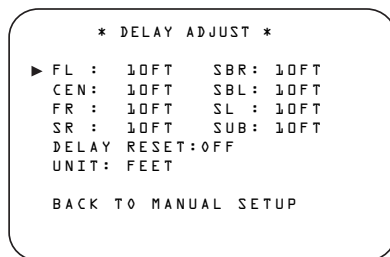 * DELAY ADJUST *
► FL : 10FT SBR: 10FT
CEN: 10FT SBL: 10FT
FR : 10FT SL : 10FT
SR : 10FT SUB: 10FT
DELAY RESET:OFF
UNIT: FEET
BACK TO MANUAL SETUP